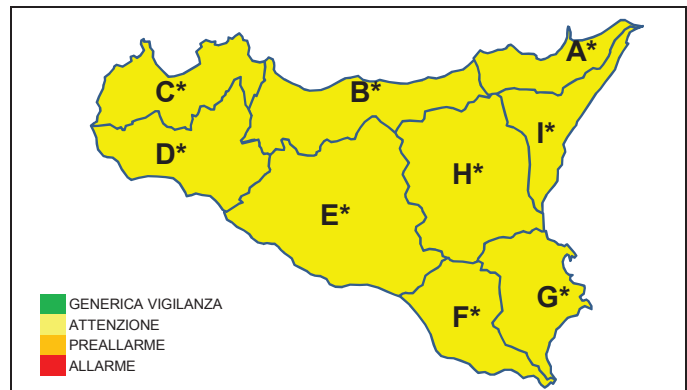 A*
C*
B*
I*
D*
H*
E*
G*
F*
GENERICA VIGILANZA
ATTENZIONE
PREALLARME
ALLARME